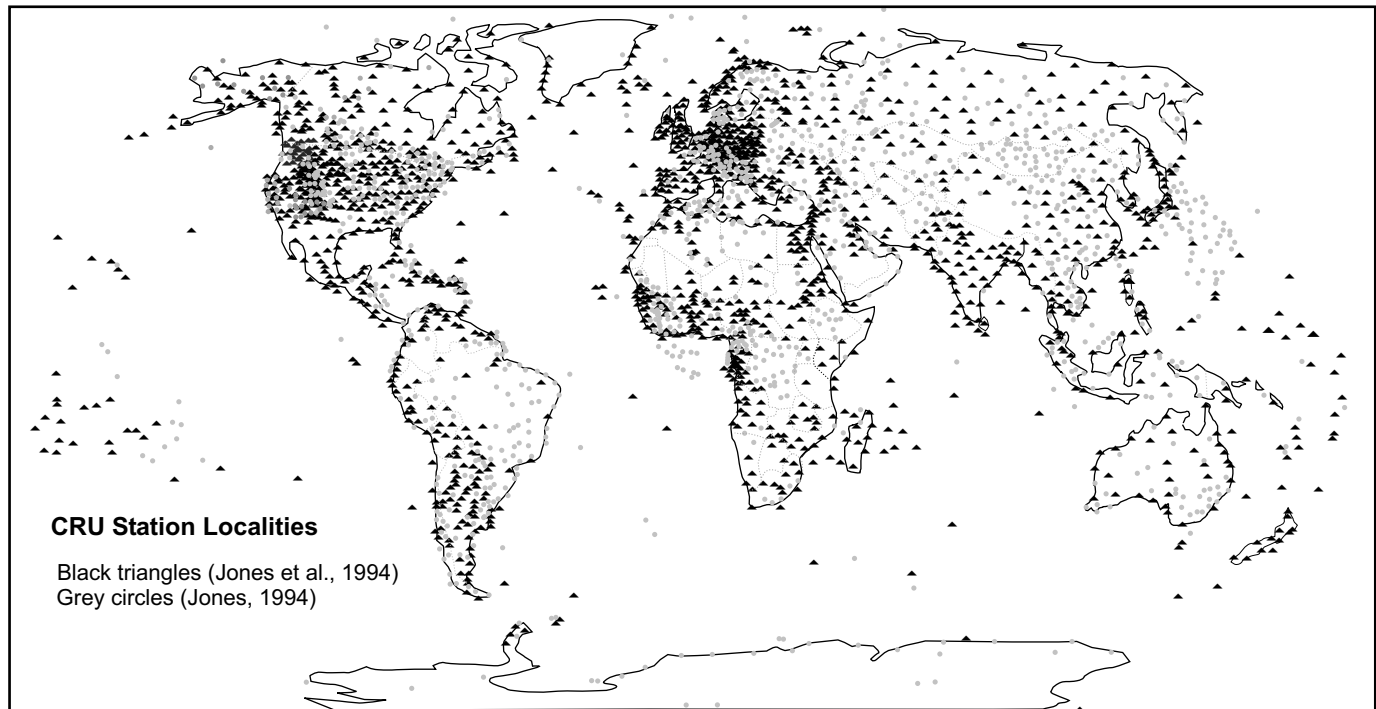 CRU Station Localities
Black triangles (Jones et al., 1994)
Grey circles (Jones, 1994)